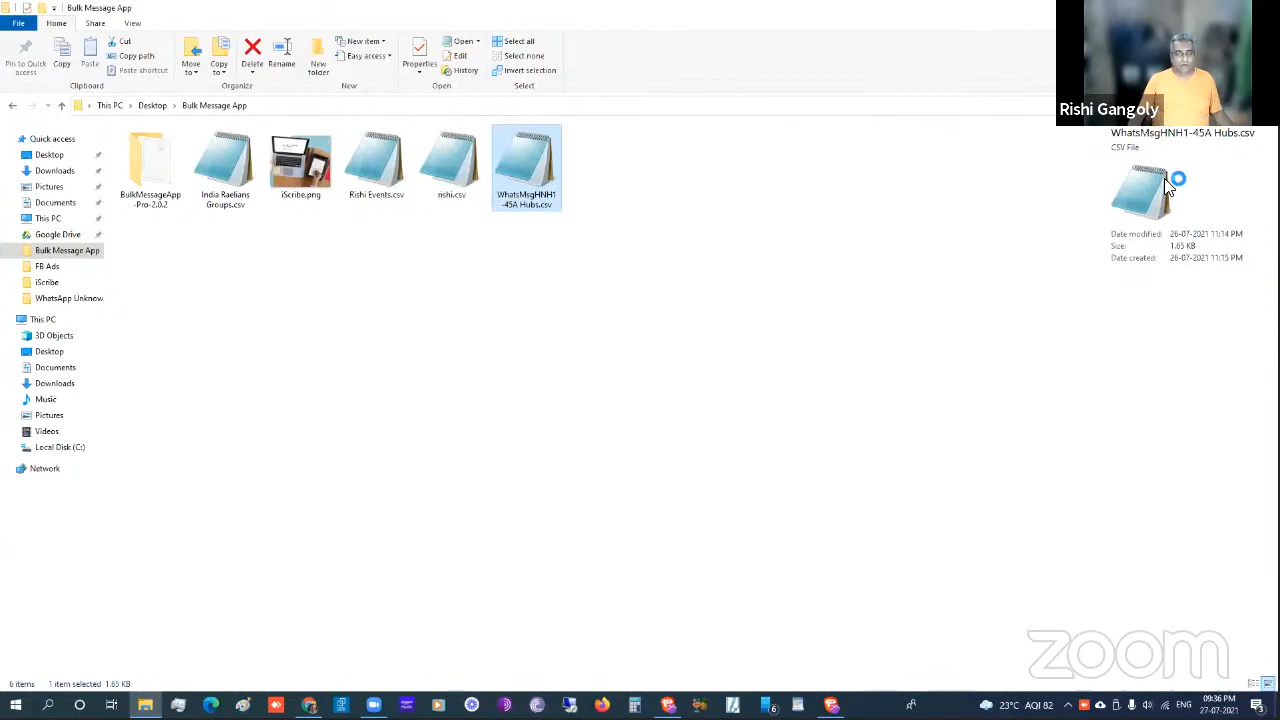 Bulk Message App
File
Home
Share
View
Pin to Quick access
Copy
Paste
Cut
Copy path
Paste shortcut
Clipboard
Move to
Copy to
Delete
Rename
Organize
New folder
New item
Easy access
New
Properties
Open
Edit
History
Open
Select all
Select none
Invert selection
Select
This PC > Desktop > Bulk Message App
Rishi Gangoly
Quick access
Desktop
Downloads
Pictures
Documents
This PC
Google Drive
Bulk Message App
FB Ads
iScribe
WhatsApp Unknow
This PC
3D Objects
Desktop
Documents
Downloads
Music
Pictures
Videos
Local Disk (C:)
Network
BulkMessageApp
-Pro-2.0.2
India Raelians
Groups.csv
iScribe.png
Rishi Events.csv
rishi.csv
WhatsMsgHNH1
-45A Hubs.csv
WhatsMsgHNH1-45A Hubs.csv
CSV File
Date modified: 26-07-2021 11:14 PM
Size: 1.65 KB
Date created: 26-07-2021 11:15 PM
zoom
6 items 1 item selected 1.65 KB
23°C AQI 82
ENG
09:36 PM
27-07-2021